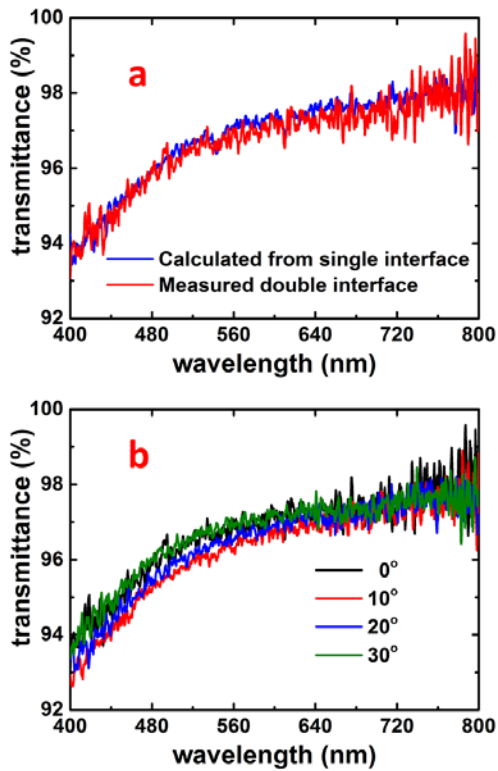 100
a
98
96
94
92
transmittance (%)
Calculated from single interface
Measured double interface
400 480 560 640 720 800
wavelength (nm)
100
b
98
96
94
92
transmittance (%)
0°
10°
20°
30°
400 480 560 640 720 800
wavelength (nm)